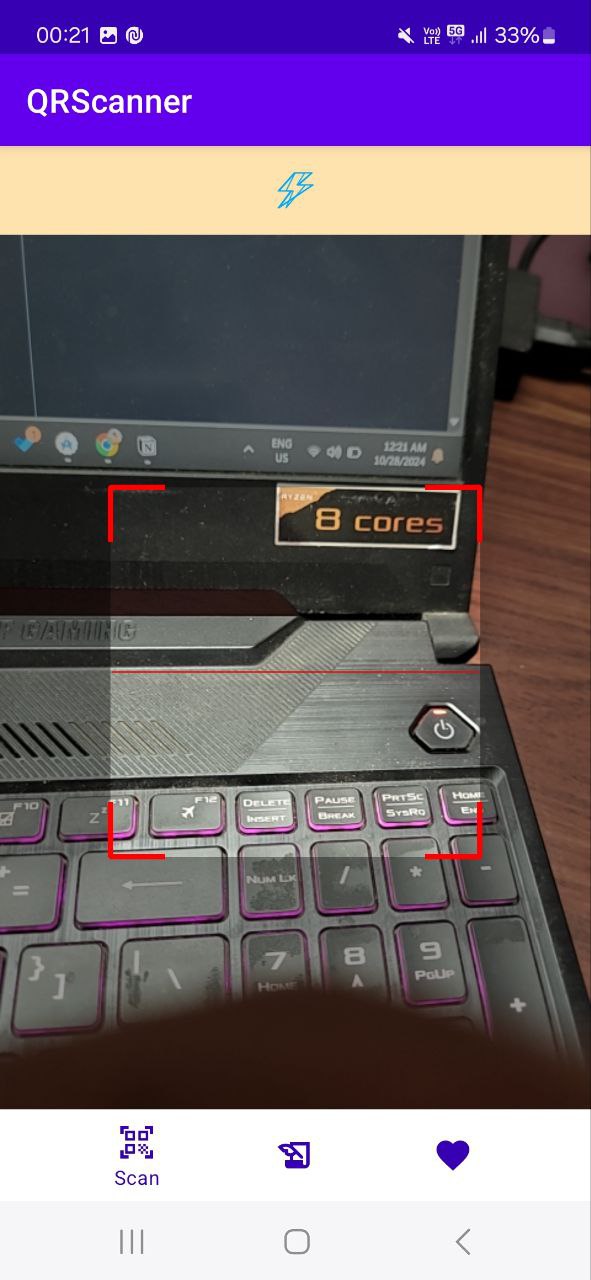 00:21 Vo)) LTE 5G 33%
QRScanner
ENG
US
12:21 AM
10/28/2024
RYZEN
8 cores
F GAMING
F10 F11 F12 DELETE INSERT PAUSE BREAK PRTSC SYSRQ HOME
Z
+ = ← NUM LK / * -
} ] | \ 7 HOME 8 9 PGUP +
Scan